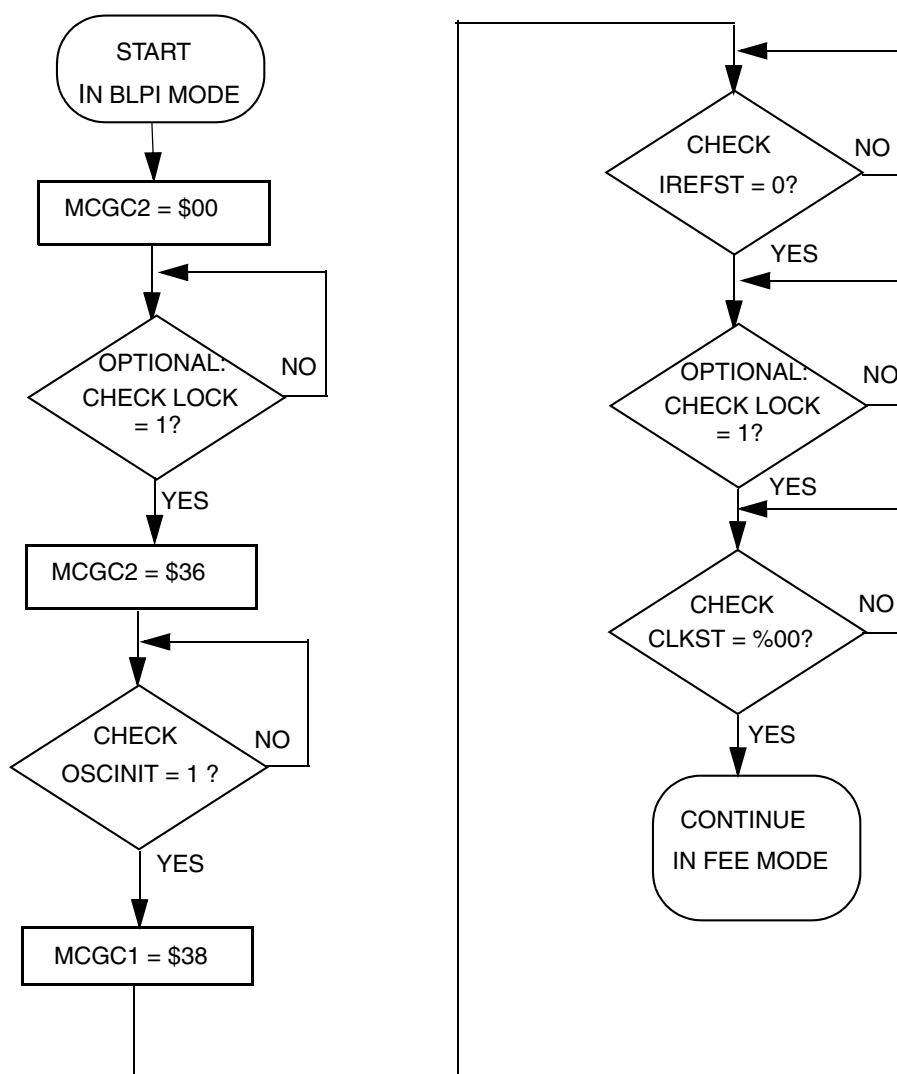 START
IN BLPI MODE
MCGC2 = $00
OPTIONAL:
CHECK LOCK
= 1?
NO
YES
MCGC2 = $36
CHECK
OSCINIT = 1 ?
NO
YES
MCGC1 = $38
CHECK
IREFST = 0?
NO
YES
OPTIONAL:
CHECK LOCK
= 1?
NO
YES
CHECK
CLKST = %00?
NO
YES
CONTINUE
IN FEE MODE